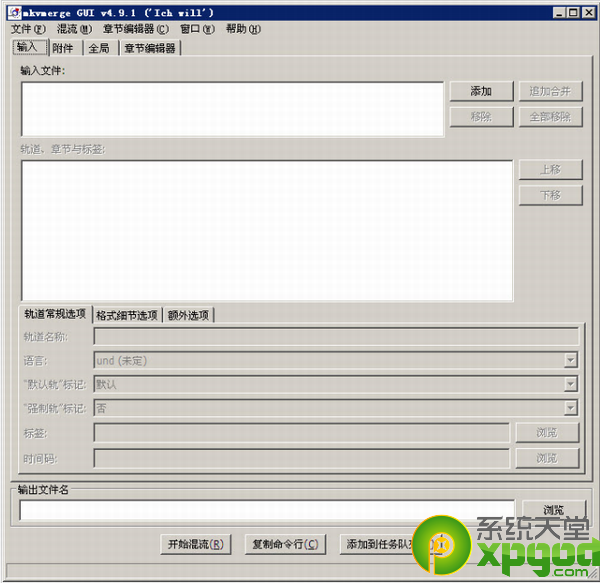 mkvmerge GUI v4.9.1 ('Ich will')
文件(F) 混流(M) 章节编辑器(C) 窗口(W) 帮助(H)
输入 附件 全局 章节编辑器
输入文件:
添加 追加合并
移除 全部移除
轨道、章节与标签:
上移
下移
轨道常规选项 格式细节选项 额外选项
轨道名称:
语言: und (未定)
“默认轨”标记: 默认
“强制轨”标记: 否
标签: 浏览
时间码: 浏览
输出文件名
浏览
开始混流(R) 复制命令行(C) 添加到任务队
系统天堂
xpgod
.com